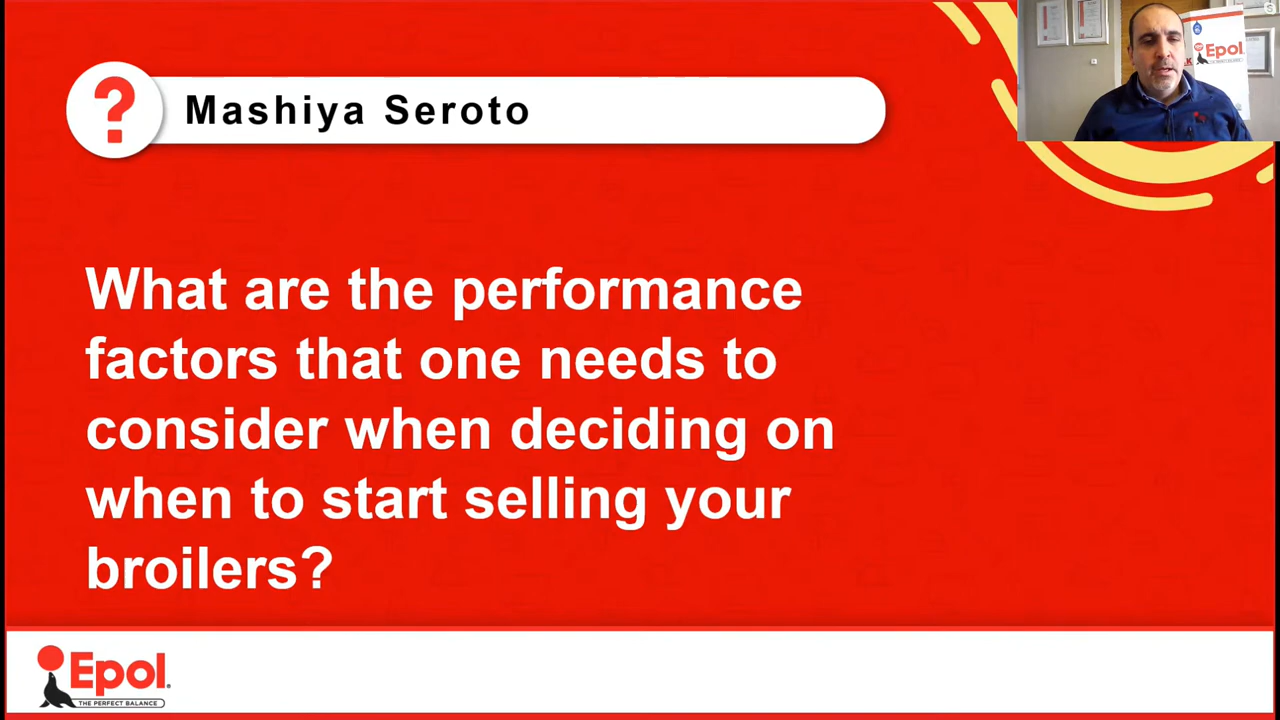 ?
Mashiya Seroto
Epol
What are the performance
factors that one needs to
consider when deciding on
when to start selling your
broilers?
Epol®
THE PERFECT BALANCE